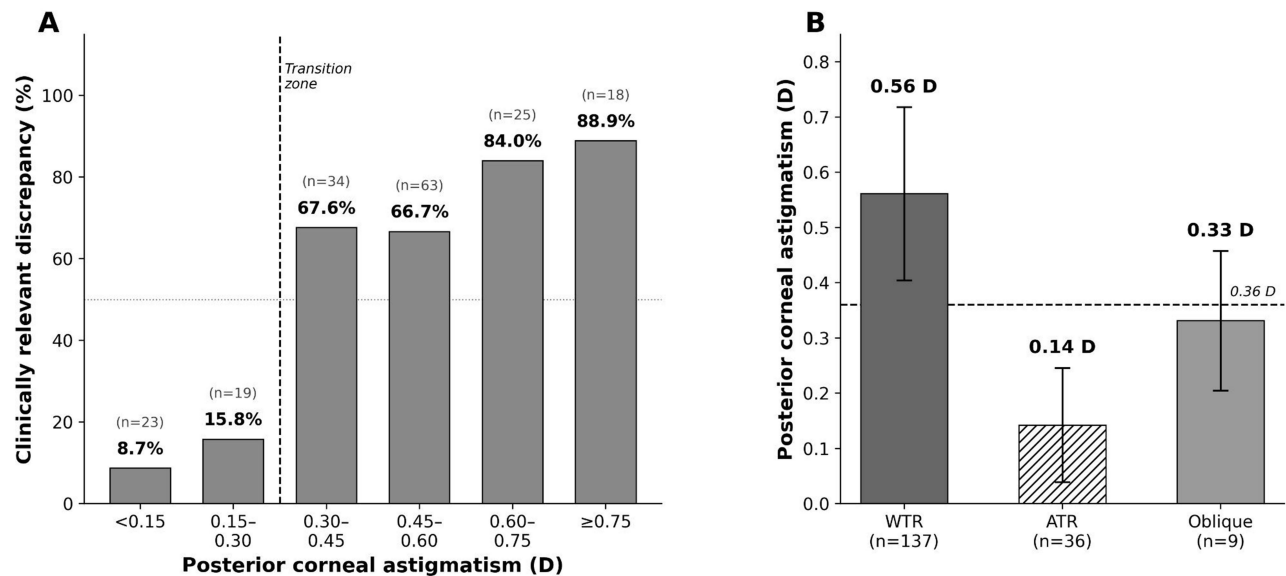 A
Clinically relevant discrepancy (%)
100
80
60
40
20
0
Transition
zone
(n=23)
8.7%
(n=19)
15.8%
(n=34)
67.6%
(n=63)
66.7%
(n=25)
84.0%
(n=18)
88.9%
<0.15
0.15–
0.30
0.30–
0.45
0.45–
0.60
0.60–
0.75
≥0.75
Posterior corneal astigmatism (D)
B
Posterior corneal astigmatism (D)
0.8
0.7
0.6
0.5
0.4
0.3
0.2
0.1
0.0
0.56 D
0.14 D
0.33 D
0.36 D
WTR
(n=137)
ATR
(n=36)
Oblique
(n=9)